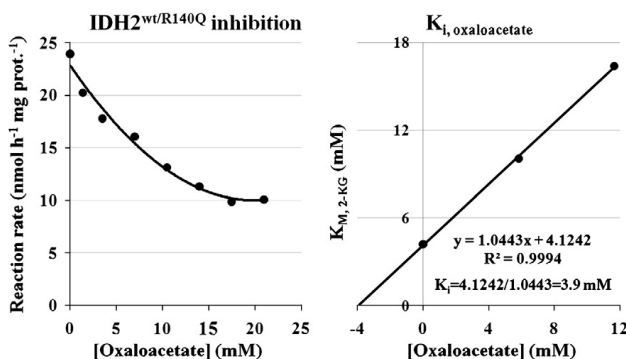 IDH2wt/R140Q inhibition
Reaction rate (nmol h-1 mg prot.-1)
30
25
20
15
10
5
0
0 5 10 15 20 25
[Oxaloacetate] (mM)
Ki, oxaloacetate
KM, 2-KG (mM)
18
12
6
0
y = 1.0443x + 4.1242
R² = 0.9994
Ki=4.1242/1.0443=3.9 mM
-4 0 4 8 12
[Oxaloacetate] (mM)